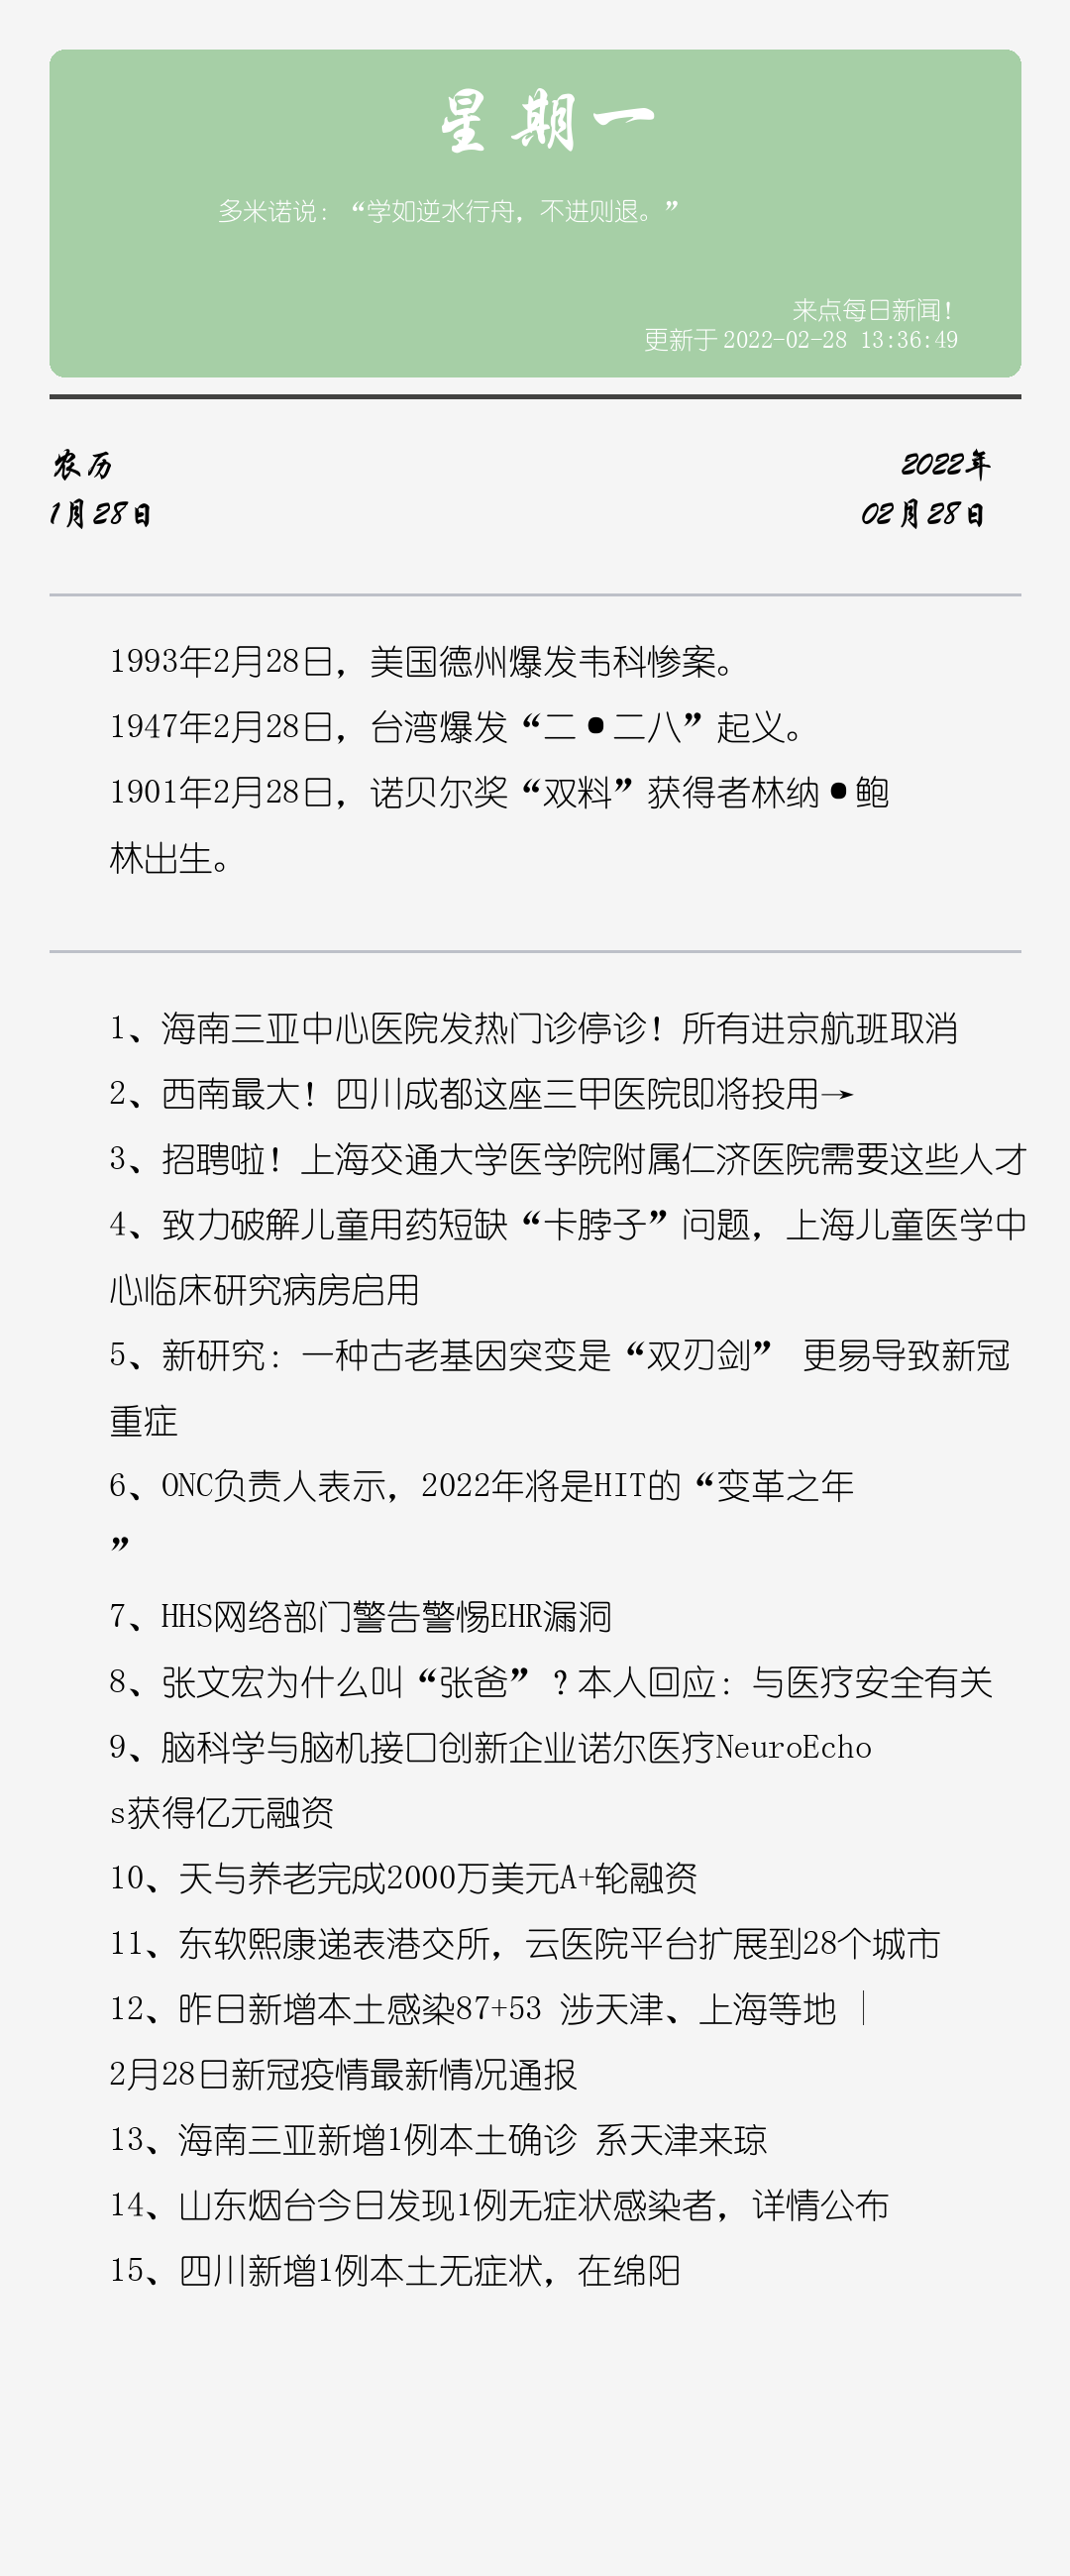 星期一
多米诺说：“学如逆水行舟，不进则退。”
来点每日新闻！
更新于2022-02-28 13:36:49
农历
2022年
1月28日
02月28日
1993年2月28日，美国德州爆发韦科惨案。
1947年2月28日，台湾爆发“二•二八”起义。
1901年2月28日，诺贝尔奖“双料”获得者林纳•鲍
林出生。
1、海南三亚中心医院发热门诊停诊！所有进京航班取消
2、西南最大！四川成都这座三甲医院即将投用→
3、招聘啦！上海交通大学医学院附属仁济医院需要这些人才
4、致力破解儿童用药短缺“卡脖子”问题，上海儿童医学中
心临床研究病房启用
5、新研究：一种古老基因突变是“双刃剑” 更易导致新冠
重症
6、ONC负责人表示，2022年将是HIT的“变革之年
”
7、HHS网络部门警告警惕EHR漏洞
8、张文宏为什么叫“张爸”？本人回应：与医疗安全有关
9、脑科学与脑机接口创新企业诺尔医疗NeuroEcho
s获得亿元融资
10、天与养老完成2000万美元A+轮融资
11、东软熙康递表港交所，云医院平台扩展到28个城市
12、昨日新增本土感染87+53 涉天津、上海等地｜
2月28日新冠疫情最新情况通报
13、海南三亚新增1例本土确诊 系天津来琼
14、山东烟台今日发现1例无症状感染者，详情公布
15、四川新增1例本土无症状，在绵阳